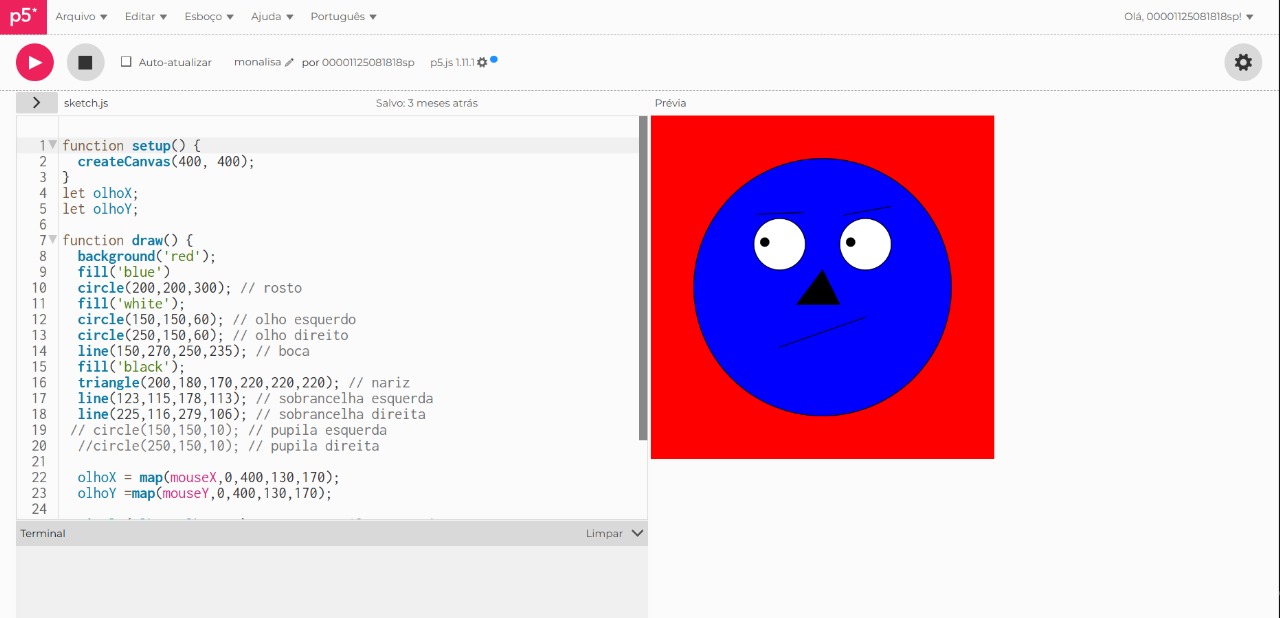 p5* Arquivo Editar Esboço Ajuda Português Olá, 00001125081818sp!
Auto-atualizar monalisa por 00001125081818sp p5.js 1.11.1
sketch.js Salvo: 3 meses atrás Prévia
1 function setup() {
2 createCanvas(400, 400);
3 }
4 let olhoX;
5 let olhoY;
6
7 function draw() {
8 background('red');
9 fill('blue')
10 circle(200,200,300); // rosto
11 fill('white');
12 circle(150,150,60); // olho esquerdo
13 circle(250,150,60); // olho direito
14 line(150,270,250,235); // boca
15 fill('black');
16 triangle(200,180,170,220,220,220); // nariz
17 line(123,115,178,113); // sobrancelha esquerda
18 line(225,116,279,106); // sobrancelha direita
19 // circle(150,150,10); // pupila esquerda
20 //circle(250,150,10); // pupila direita
21
22 olhoX = map(mouseX,0,400,130,170);
23 olhoY =map(mouseY,0,400,130,170);
24
Terminal Limpar